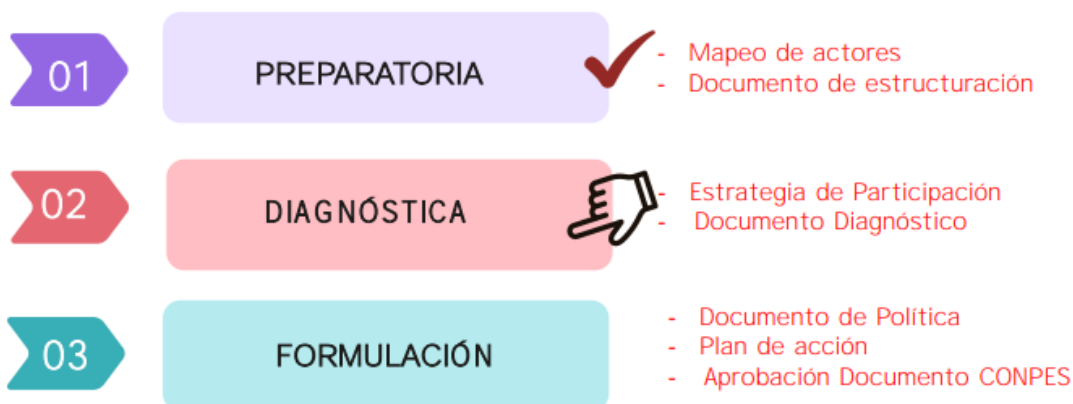 01
PREPARATORIA
- Mapeo de actores
- Documento de estructuración
02
DIAGNÓSTICA
- Estrategia de Participación
- Documento Diagnóstico
03
FORMULACIÓN
- Documento de Política
- Plan de acción
- Aprobación Documento CONPES